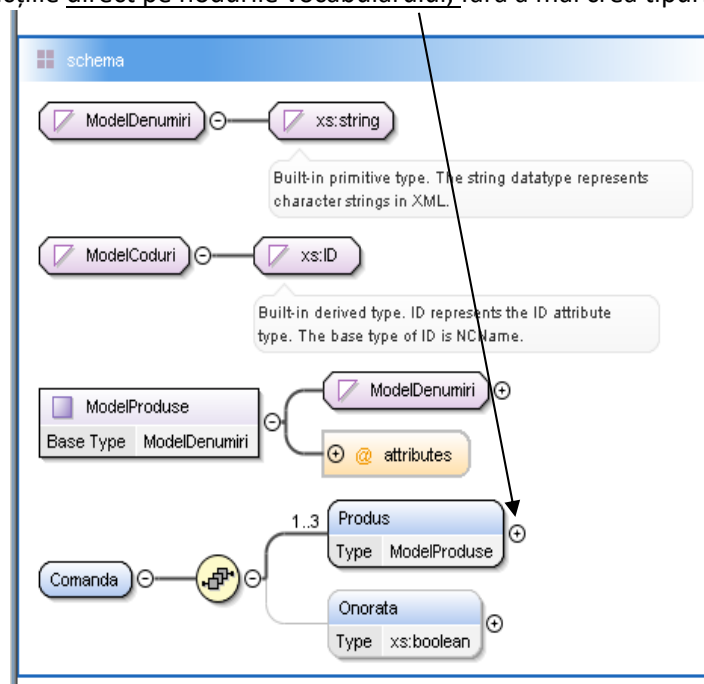 direct pe nodurile vocabularului, fără a mai crea tipuri
schema
ModelDenumiri
xs:string
Built-in primitive type. The string datatype represents
character strings in XML.
ModelCoduri
xs:ID
Built-in derived type. ID represents the ID attribute
type. The base type of ID is NCName.
ModelProduse
Base Type ModelDenumiri
ModelDenumiri
@ attributes
Comanda
1..3
Produs
Type ModelProduse
Onorata
Type xs:boolean